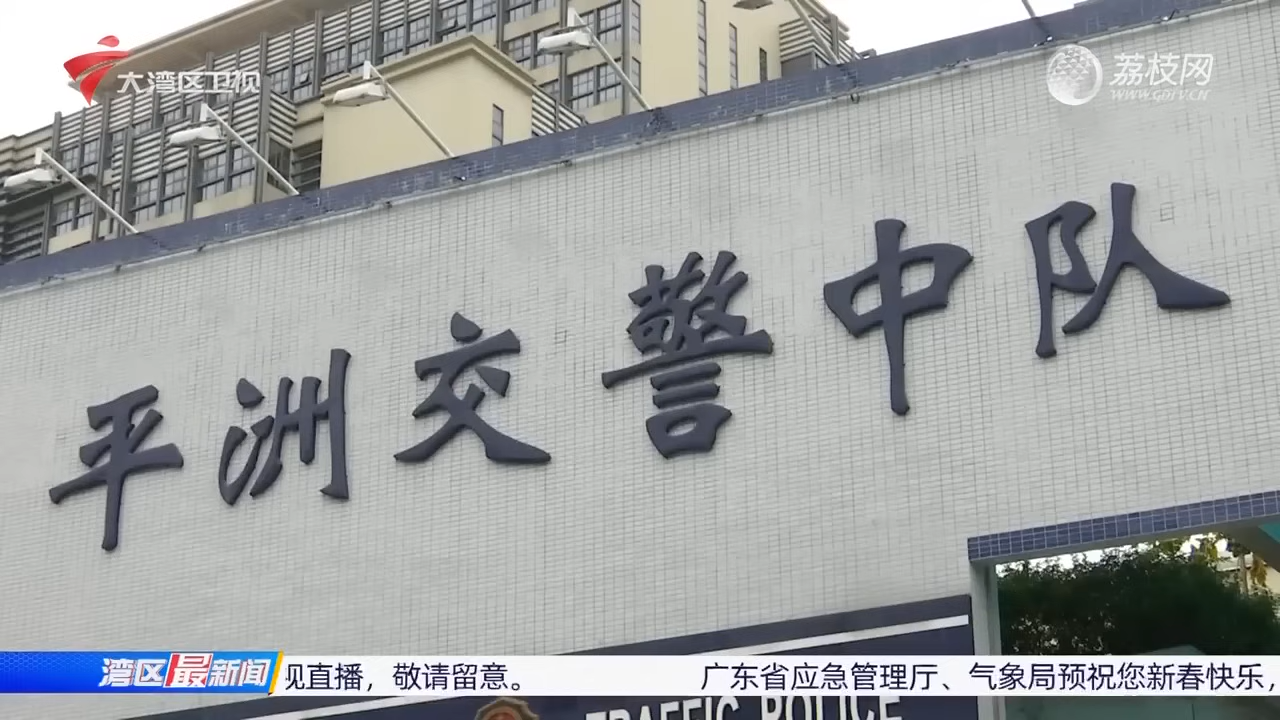 大湾区卫视
荔枝网
WWW.GDTV.CN
平洲交警中队
TRAFFIC POLICE
湾区最新闻
视直播，敬请留意。 广东省应急管理厅、气象局预祝您新春快乐，